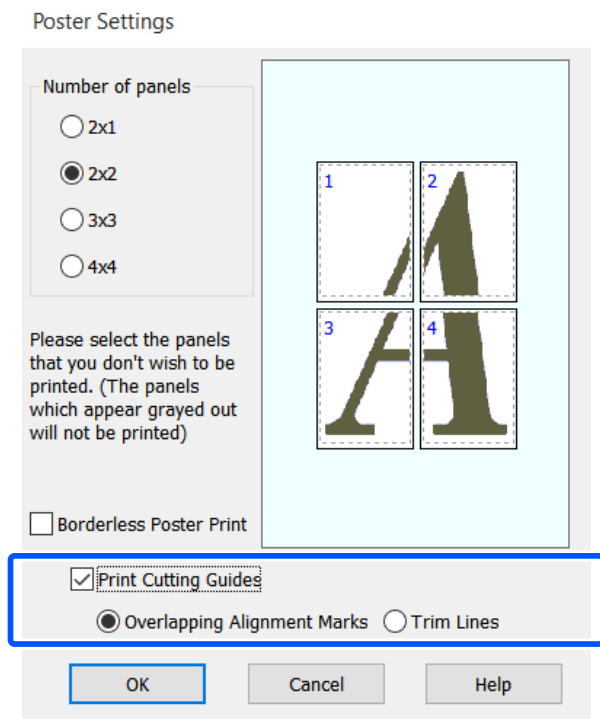 Poster Settings
Number of panels
2x1
2x2
3x3
4x4
1
2
3
4
Please select the panels
that you don't wish to be
printed. (The panels
which appear grayed out
will not be printed)
Borderless Poster Print
Print Cutting Guides
Overlapping Alignment Marks Trim Lines
OK Cancel Help